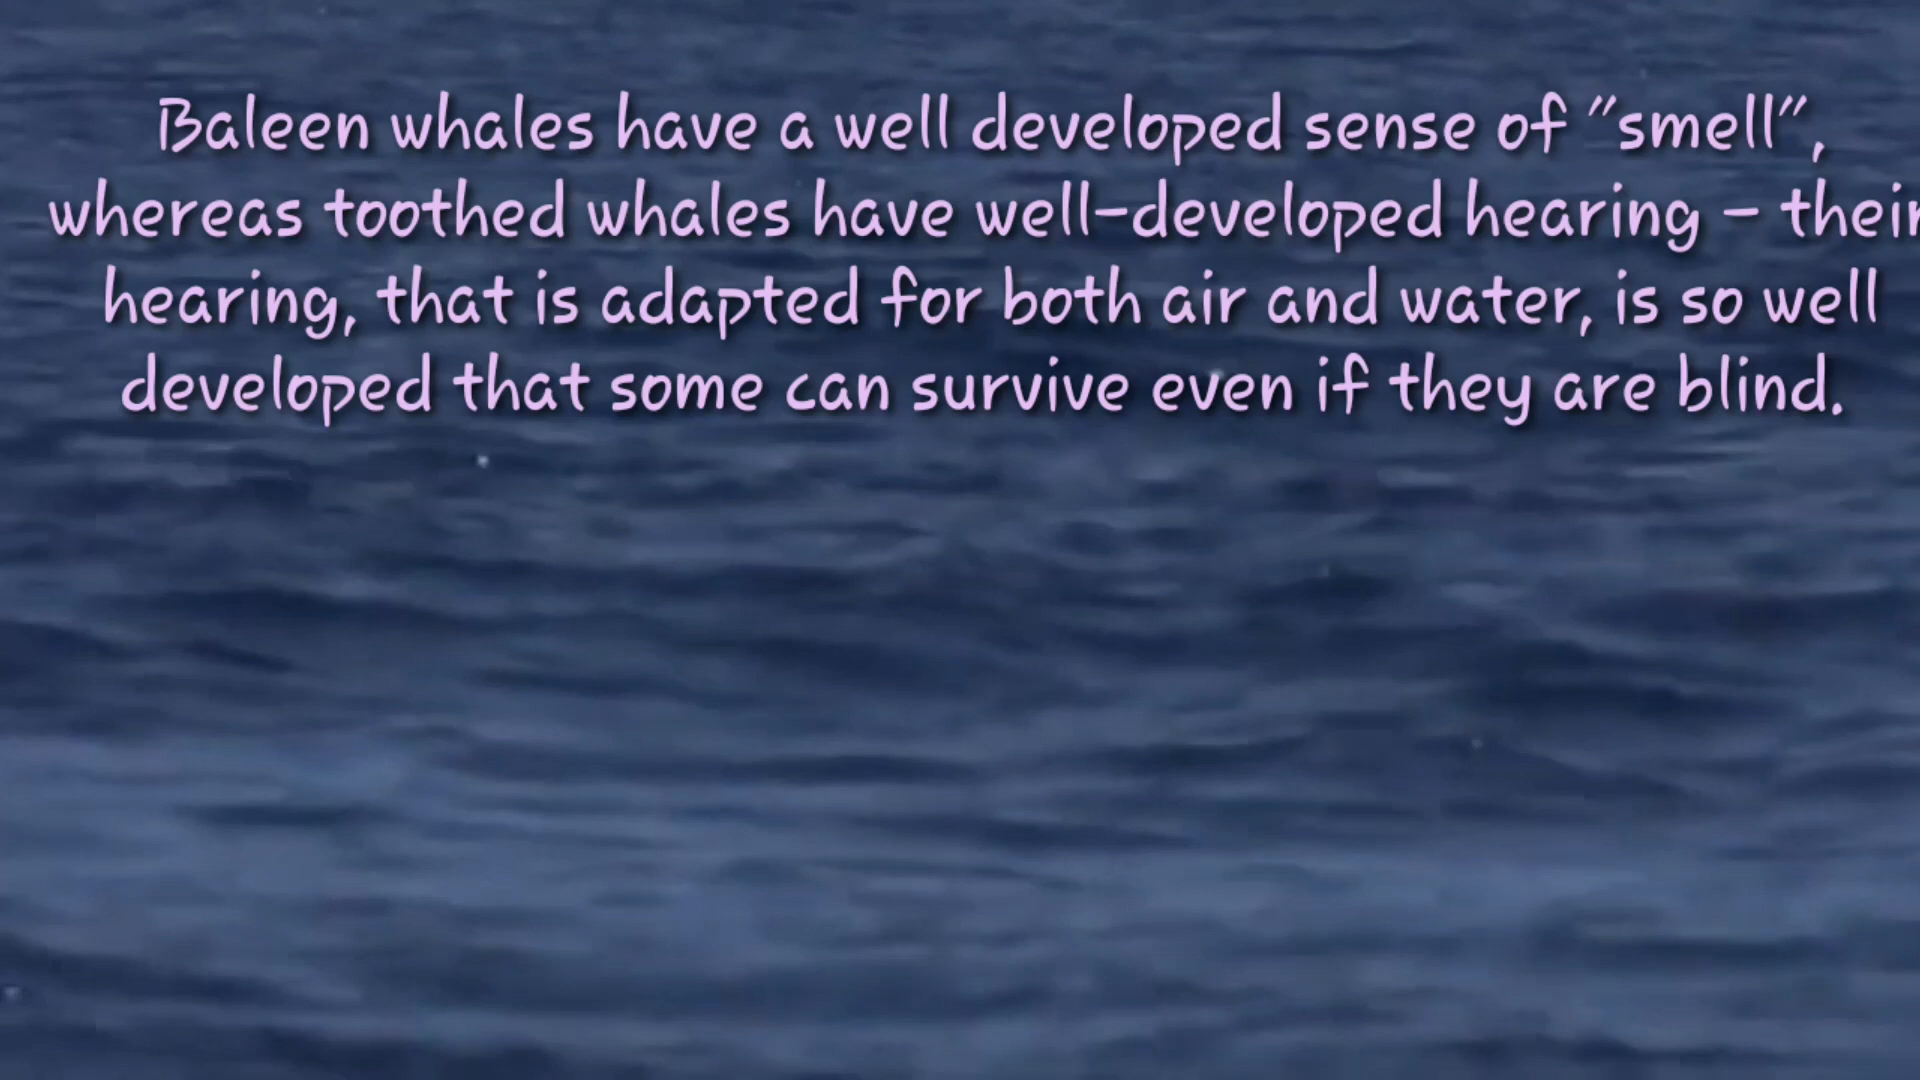 Baleen whales have a well developed sense of "smell",
whereas toothed whales have well-developed hearing - their
hearing, that is adapted for both air and water, is so well
developed that some can survive even if they are blind.